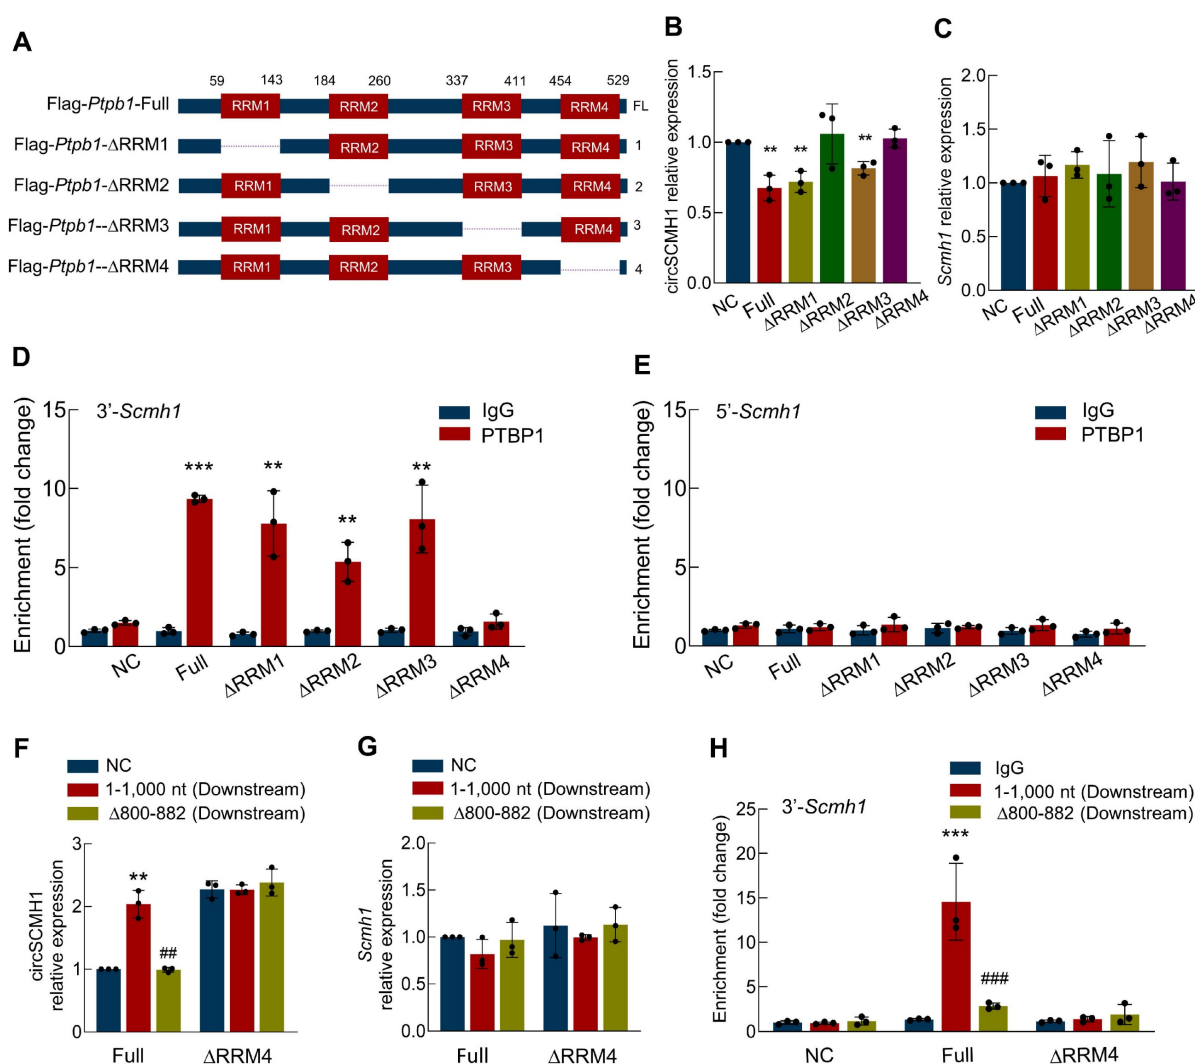 A
59 143 184 260 337 411 454 529
Flag-Ptpb1-Full RRM1 RRM2 RRM3 RRM4 FL
Flag-Ptpb1-ΔRRM1 RRM2 RRM3 RRM4 1
Flag-Ptpb1-ΔRRM2 RRM1 RRM3 RRM4 2
Flag-Ptpb1--ΔRRM3 RRM1 RRM2 RRM4 3
Flag-Ptpb1--ΔRRM4 RRM1 RRM2 RRM3 4
B
circSCMH1 relative expression
1.5
1.0
0.5
0.0
** ** **
NC Full ΔRRM1 ΔRRM2 ΔRRM3 ΔRRM4
C
Scmh1 relative expression
2.0
1.5
1.0
0.5
0.0
NC Full ΔRRM1 ΔRRM2 ΔRRM3 ΔRRM4
D
3'-Scmh1
IgG
PTBP1
Enrichment (fold change)
15
10
5
0
*** ** ** **
NC Full ΔRRM1 ΔRRM2 ΔRRM3 ΔRRM4
E
5'-Scmh1
IgG
PTBP1
Enrichment (fold change)
15
10
5
0
NC Full ΔRRM1 ΔRRM2 ΔRRM3 ΔRRM4
F
NC
1-1,000 nt (Downstream)
Δ800-882 (Downstream)
circSCMH1
relative expression
3
2
1
0
** ##
Full ΔRRM4
G
NC
1-1,000 nt (Downstream)
Δ800-882 (Downstream)
Scmh1
relative expression
2.0
1.5
1.0
0.5
0.0
Full ΔRRM4
H
IgG
1-1,000 nt (Downstream)
Δ800-882 (Downstream)
3'-Scmh1
Enrichment (fold change)
25
20
15
10
5
0
*** ###
NC Full ΔRRM4